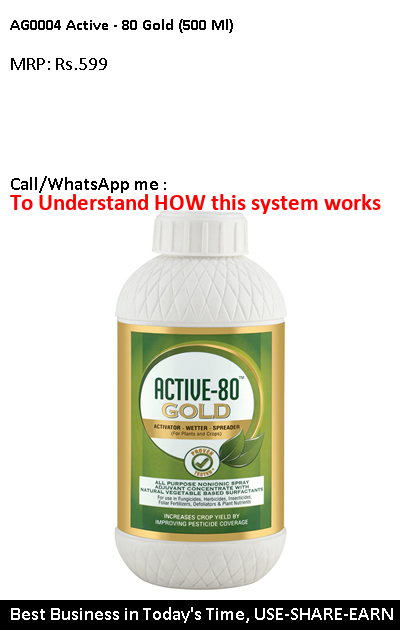 AG0004 Active - 80 Gold (500 Ml)
MRP: Rs.599
Call/WhatsApp me :
To Understand HOW this system works
ACTIVE-80™
GOLD
ACTIVATOR - WETTER - SPREADER
(For Plants and Crops)
PROVEN
TESTED
ALL PURPOSE NONIONIC SPRAY
ADJUVANT CONCENTRATE WITH
NATURAL VEGETABLE BASED SURFACTANTS
For use in Fungicides, Herbicides, Insecticides,
Foliar Fertilizers, Defoliators & Plant Nutrients
INCREASES CROP YIELD BY
IMPROVING PESTICIDE COVERAGE
Best Business in Today's Time, USE-SHARE-EARN